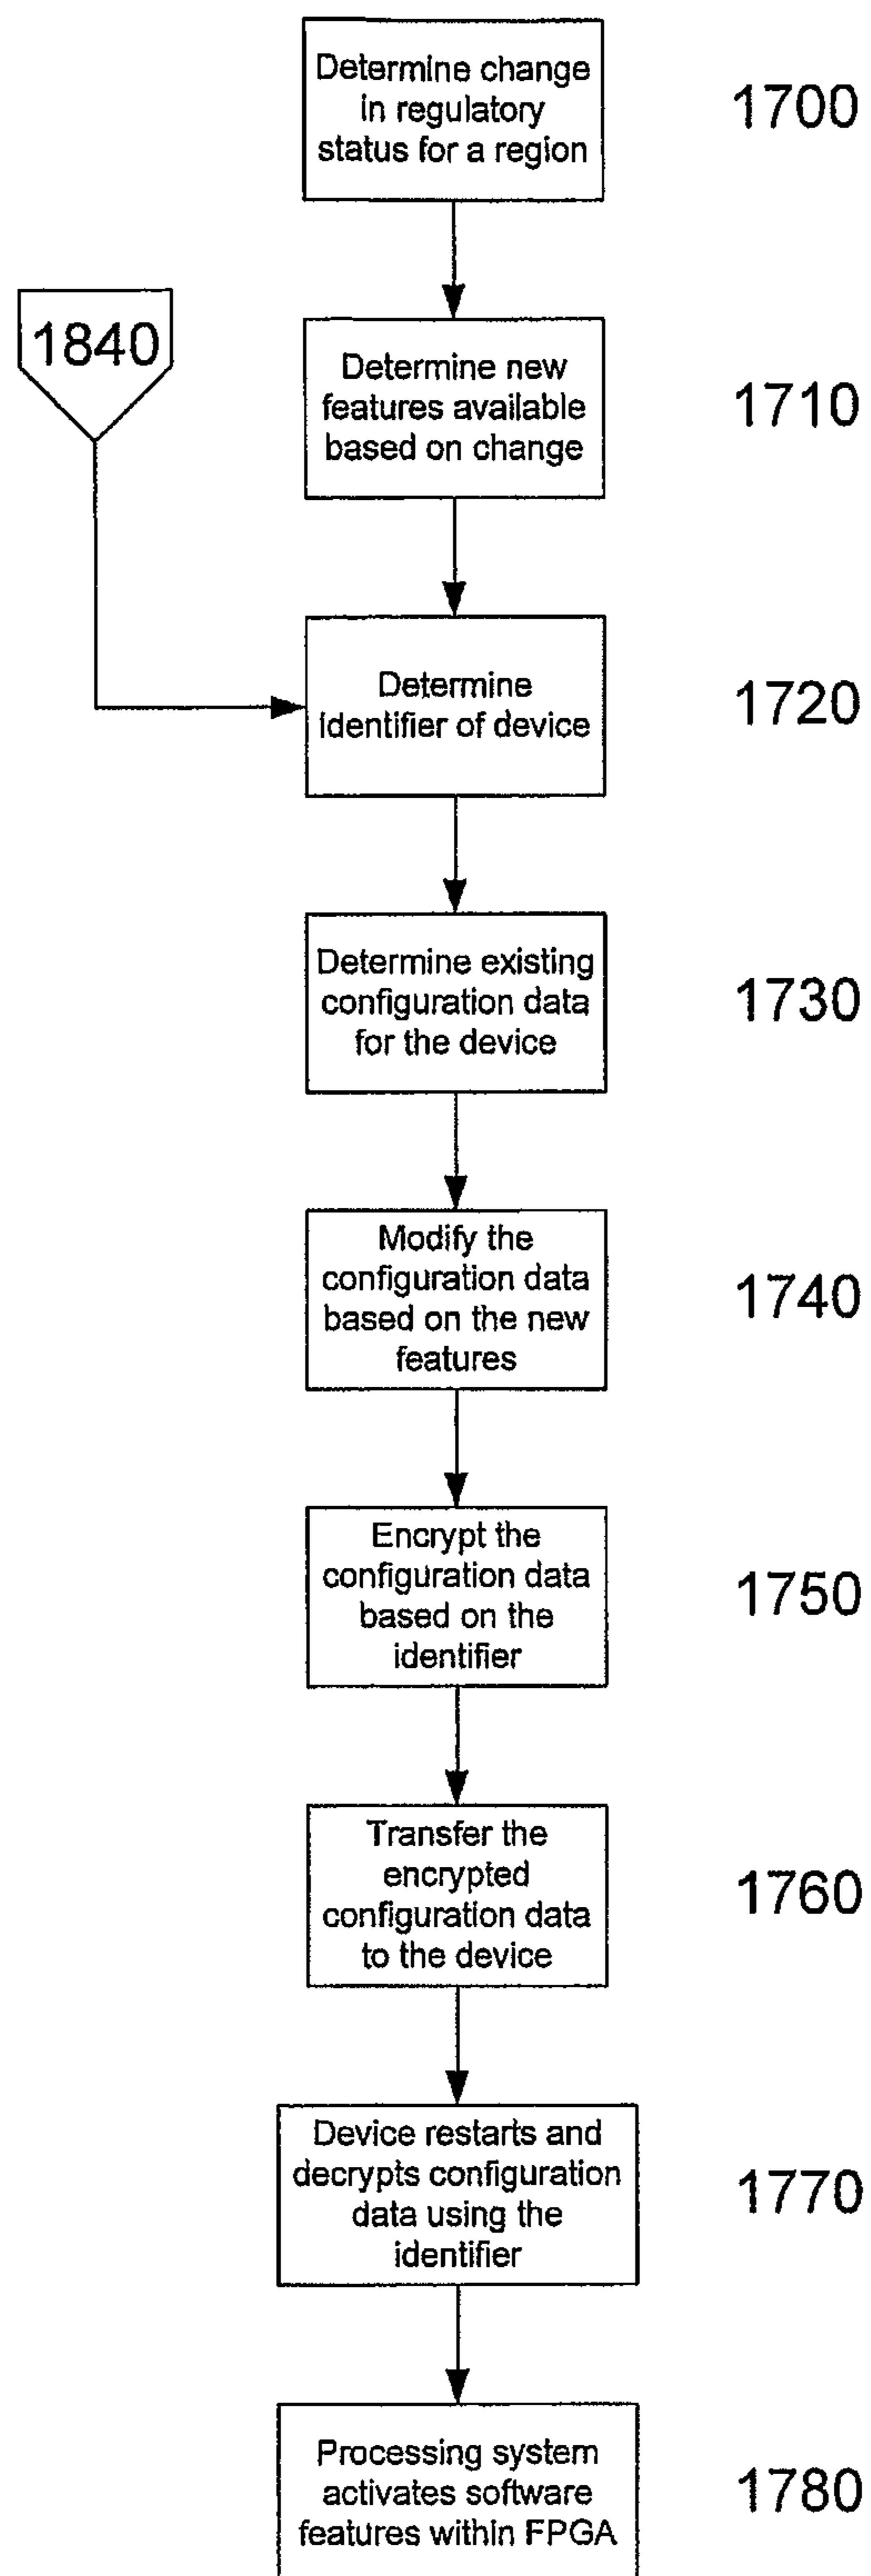 Determine change
in regulatory
status for a region
1700
1840
Determine new
features available
based on change
1710
Determine
identifier of device
1720
Determine existing
configuration data
for the device
1730
Modify the
configuration data
based on the new
features
1740
Encrypt the
configuration data
based on the
identifier
1750
Transfer the
encrypted
configuration data
to the device
1760
Device restarts and
decrypts configuration
data using the
identifier
1770
Processing system
activates software
features within FPGA
1780